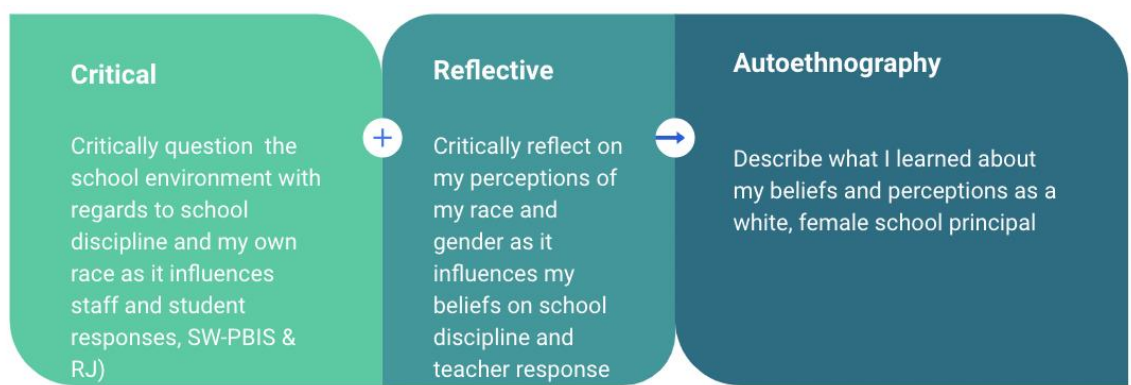 Critical
Critically question  the
school environment with
regards to school
discipline and my own
race as it influences
staff and student
responses, SW-PBIS &
RJ)
+
Reflective
Critically reflect on
my perceptions of
my race and
gender as it
influences my
beliefs on school
discipline and
teacher response
Autoethnography
Describe what I learned about
my beliefs and perceptions as a
white, female school principal